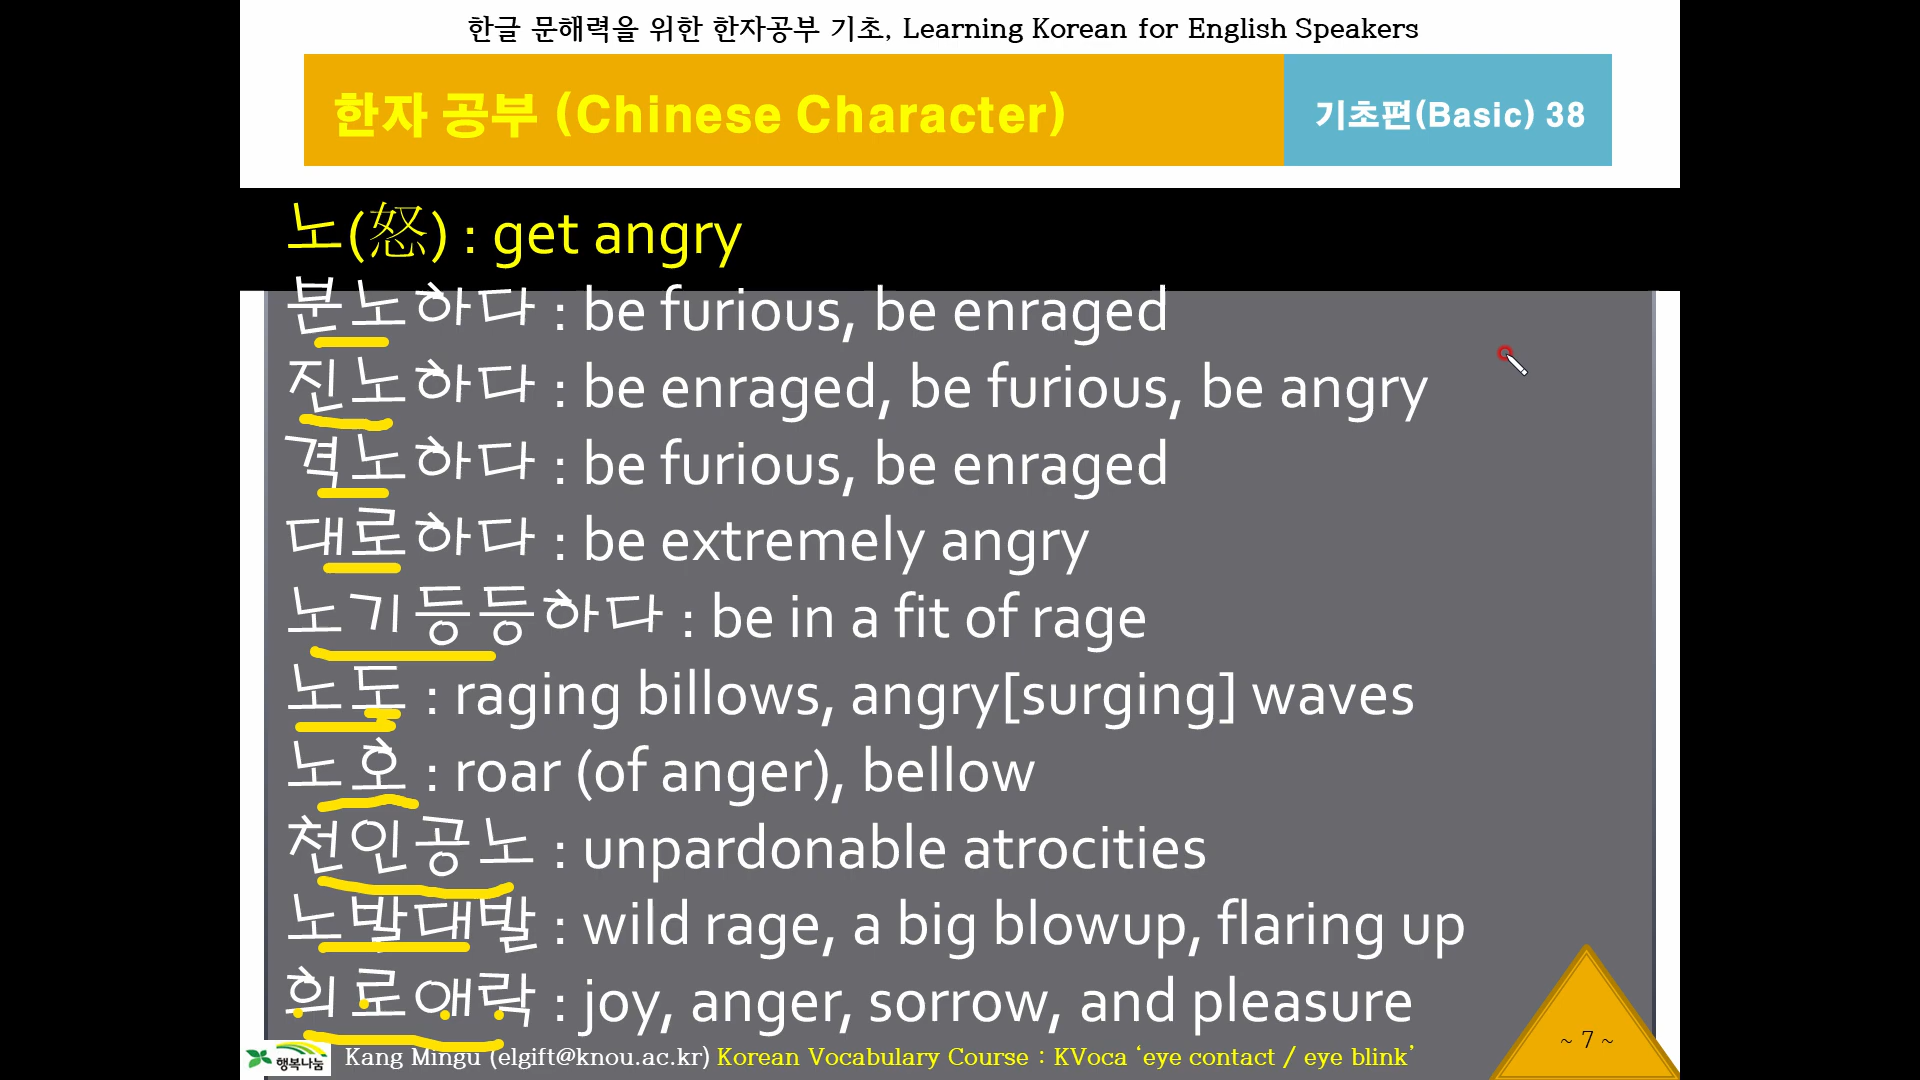 한글 문해력을 위한 한자공부 기초, Learning Korean for English Speakers
한자 공부 (Chinese Character)
기초편(Basic) 38
노(怒) : get angry
분노하다 : be furious, be enraged
진노하다 : be enraged, be furious, be angry
격노하다 : be furious, be enraged
대로하다 : be extremely angry
노기등등하다 : be in a fit of rage
노도 : raging billows, angry[surging] waves
노호 : roar (of anger), bellow
천인공노 : unpardonable atrocities
노발대발 : wild rage, a big blowup, flaring up
희로애락 : joy, anger, sorrow, and pleasure
~ 7 ~
행복나눔
Kang Mingu (elgift@knou.ac.kr) Korean Vocabulary Course : KVoca ‘eye contact / eye blink’